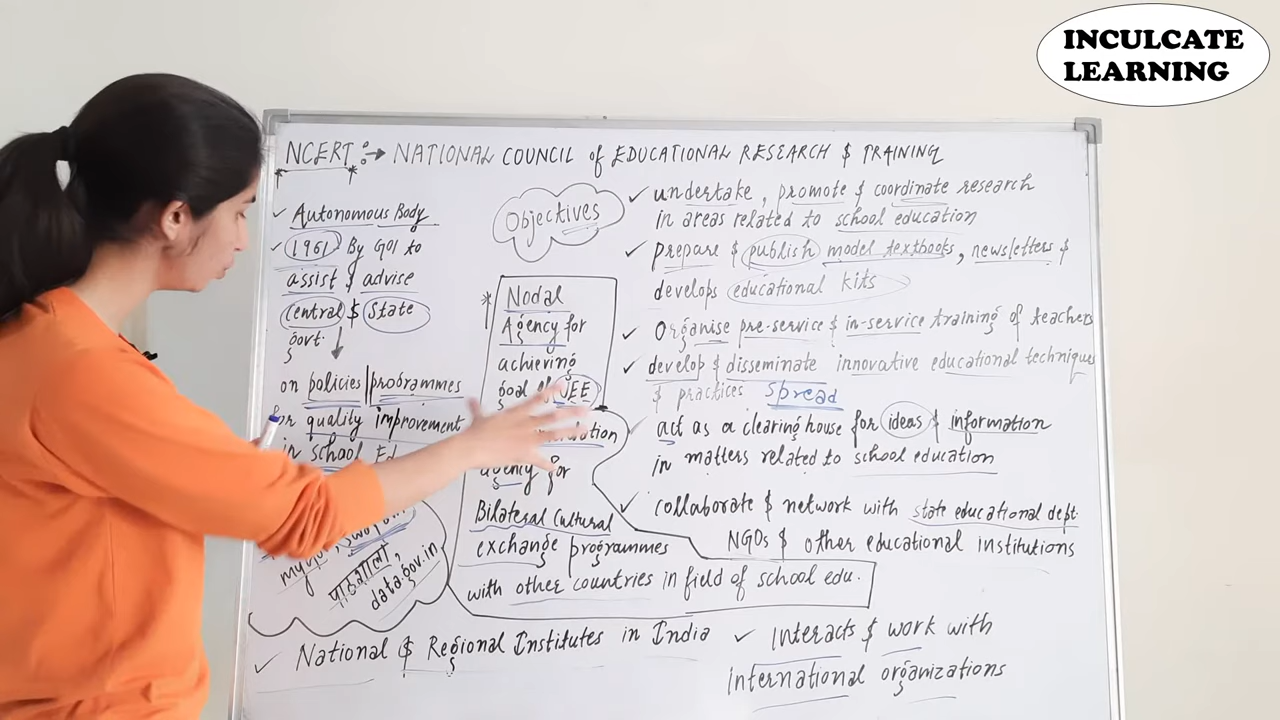 INCULCATE
LEARNING
NCERT :→ NATIONAL COUNCIL of EDUCATIONAL RESEARCH & TRAINING
✓ Autonomous Body
✓ 1961 By GOI to
assist & advise
Central & State
govt.
on policies || programmes
for quality improvement
in school
पाठशाला,
data.gov.in
Objectives
* Nodal
Agency for
achieving
goal of UEE
agency for
Bilateral Cultural
exchange programmes
with other countries in field of school edu.
✓ undertake, promote & coordinate research
in areas related to school education
✓ prepare & publish model textbooks, newsletters &
develops educational kits
✓ Organise pre-service & in-service training of teachers
✓ develop & disseminate innovative educational techniques
& practices spread
✓ act as a clearing house for ideas & information
in matters related to school education
✓ collaborate & network with state educational dept.
NGOs & other educational institutions
✓ National & Regional Institutes in India
✓ Interacts & work with
International organizations